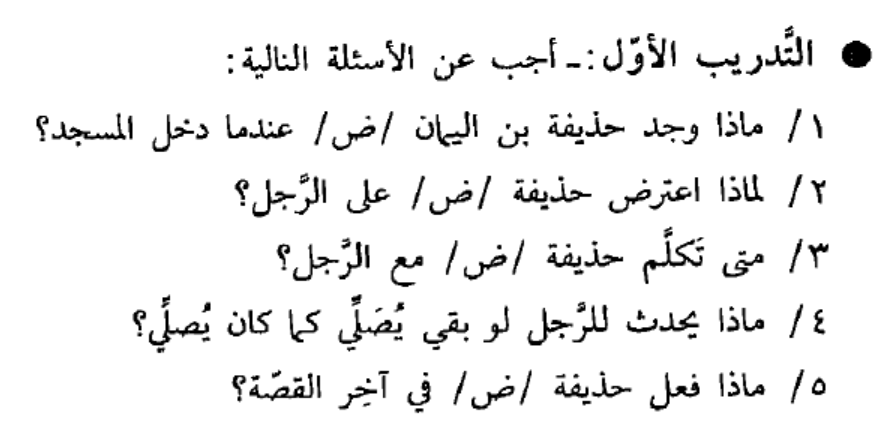 ● التَّدريب الأوّل:ـ أجب عن الأسئلة التالية:
١/ ماذا وجد حذيفة بن اليمان /ض/ عندما دخل المسجد؟
٢/ لماذا اعترض حذيفة /ض/ على الرَّجل؟
٣/ متى تَكلَّم حذيفة /ض/ مع الرَّجل؟
٤/ ماذا يحدث للرَّجل لو بقي يُصَلِّي كما كان يُصلِّي؟
٥/ ماذا فعل حذيفة /ض/ في آخِر القصّة؟